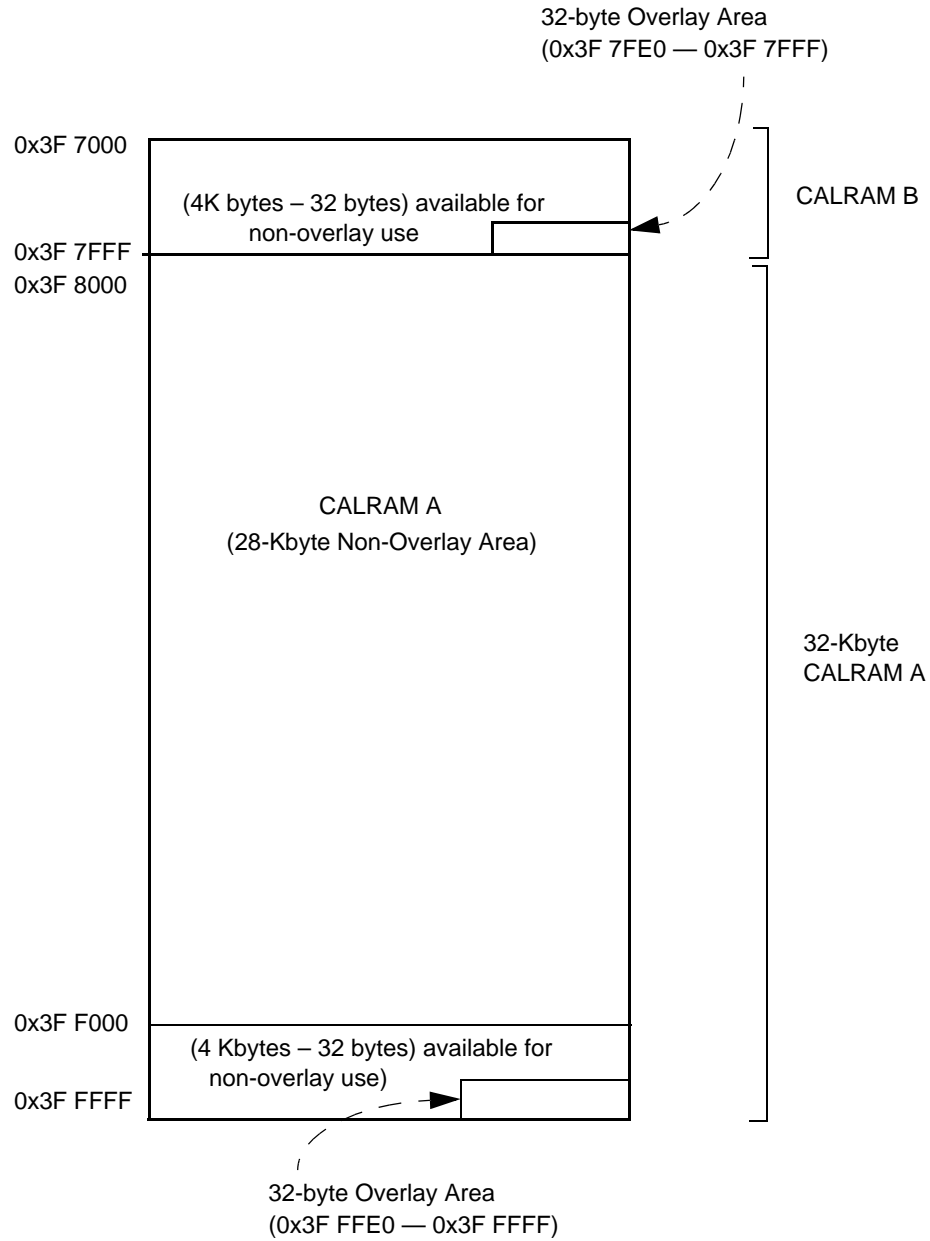 32-byte Overlay Area
(0x3F 7FE0 — 0x3F 7FFF)
0x3F 7000
(4K bytes – 32 bytes) available for
non-overlay use
CALRAM B
0x3F 7FFF
0x3F 8000
CALRAM A
(28-Kbyte Non-Overlay Area)
32-Kbyte
CALRAM A
0x3F F000
(4 Kbytes – 32 bytes) available for
non-overlay use)
0x3F FFFF
32-byte Overlay Area
(0x3F FFE0 — 0x3F FFFF)